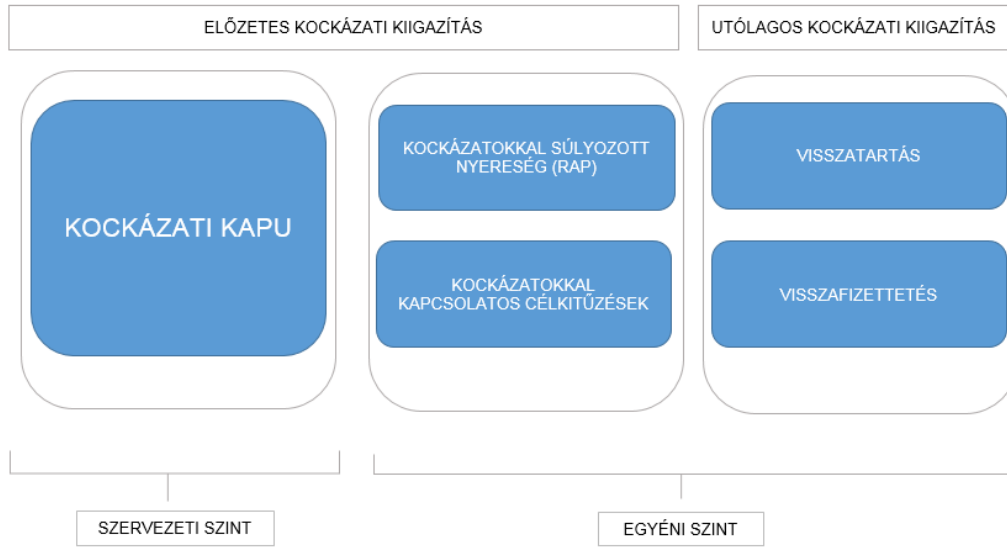 ELŐZETES KOCKÁZATI KIIGAZÍTÁS
UTÓLAGOS KOCKÁZATI KIIGAZÍTÁS
KOCKÁZATI KAPU
KOCKÁZATOKKAL SÚLYOZOTT
NYERESÉG (RAP)
KOCKÁZATOKKAL
KAPCSOLATOS CÉLKITŰZÉSEK
VISSZATARTÁS
VISSZAFIZETTETÉS
SZERVEZETI SZINT
EGYÉNI SZINT